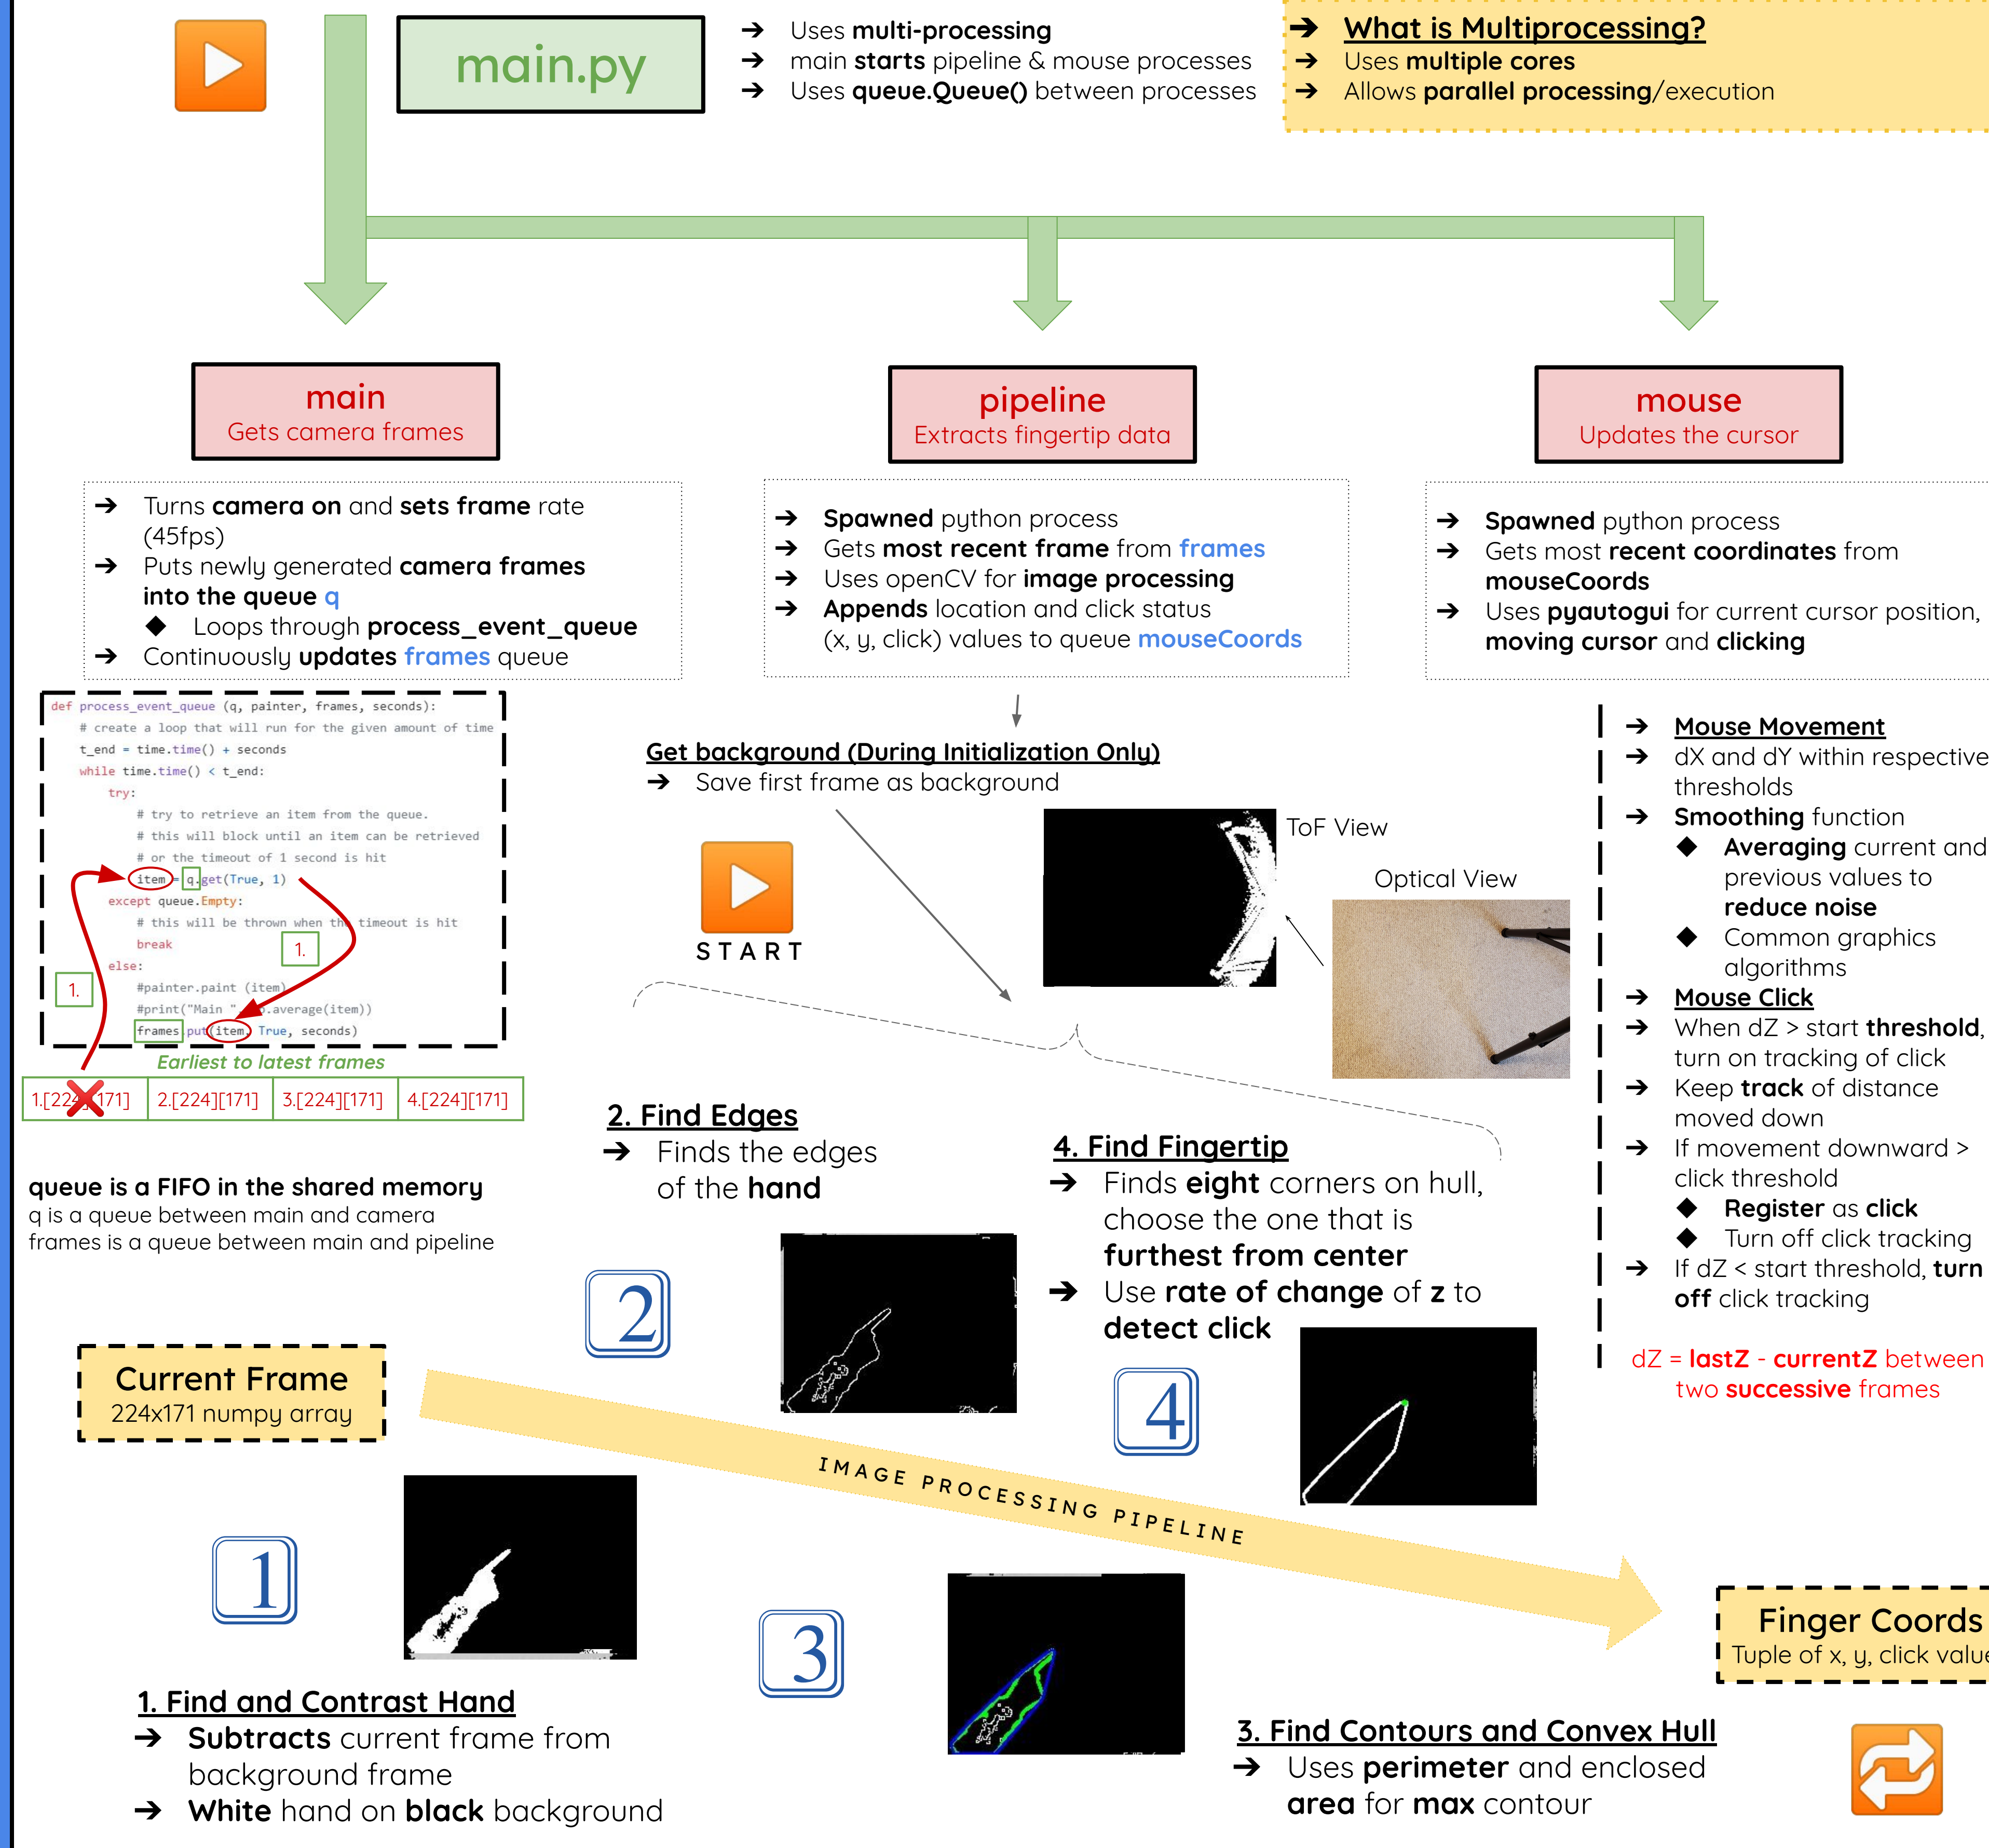 main.py
➔ Uses multi-processing
➔ main starts pipeline & mouse processes
➔ Uses queue.Queue() between processes
➔ What is Multiprocessing?
➔ Uses multiple cores
➔ Allows parallel processing/execution
main
Gets camera frames
➔ Turns camera on and sets frame rate
(45fps)
➔ Puts newly generated camera frames
into the queue q
◆ Loops through process_event_queue
➔ Continuously updates frames queue
def process_event_queue (q, painter, frames, seconds):
# create a loop that will run for the given amount of time
t_end = time.time() + seconds
while time.time() < t_end:
try:
# try to retrieve an item from the queue.
# this will block until an item can be retrieved
# or the timeout of 1 second is hit
item = q.get(True, 1)
except queue.Empty:
# this will be thrown when the timeout is hit
break
1.
else:
1.
#painter.paint (item)
#print("Main " .average(item))
frames.put(item, True, seconds)
Earliest to latest frames
1.[224][171] 2.[224][171] 3.[224][171] 4.[224][171]
queue is a FIFO in the shared memory
q is a queue between main and camera
frames is a queue between main and pipeline
pipeline
Extracts fingertip data
➔ Spawned python process
➔ Gets most recent frame from frames
➔ Uses openCV for image processing
➔ Appends location and click status
(x, y, click) values to queue mouseCoords
Get background (During Initialization Only)
➔ Save first frame as background
START
ToF View
Optical View
mouse
Updates the cursor
➔ Spawned python process
➔ Gets most recent coordinates from
mouseCoords
➔ Uses pyautogui for current cursor position,
moving cursor and clicking
➔ Mouse Movement
➔ dX and dY within respective
thresholds
➔ Smoothing function
◆ Averaging current and
previous values to
reduce noise
◆ Common graphics
algorithms
➔ Mouse Click
➔ When dZ > start threshold,
turn on tracking of click
➔ Keep track of distance
moved down
➔ If movement downward >
click threshold
◆ Register as click
◆ Turn off click tracking
➔ If dZ < start threshold, turn
off click tracking
dZ = lastZ - currentZ between
two successive frames
Current Frame
224x171 numpy array
IMAGE PROCESSING PIPELINE
Finger Coords
Tuple of x, y, click value
1
1. Find and Contrast Hand
➔ Subtracts current frame from
background frame
➔ White hand on black background
2. Find Edges
➔ Finds the edges
of the hand
2
3
3. Find Contours and Convex Hull
➔ Uses perimeter and enclosed
area for max contour
4. Find Fingertip
➔ Finds eight corners on hull,
choose the one that is
furthest from center
➔ Use rate of change of z to
detect click
4